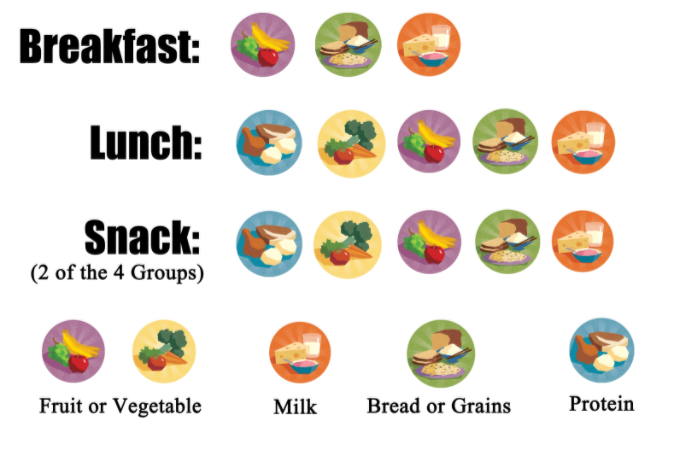 Breakfast:
Lunch:
Snack:
(2 of the 4 Groups)
Fruit or Vegetable
Milk
Bread or Grains
Protein